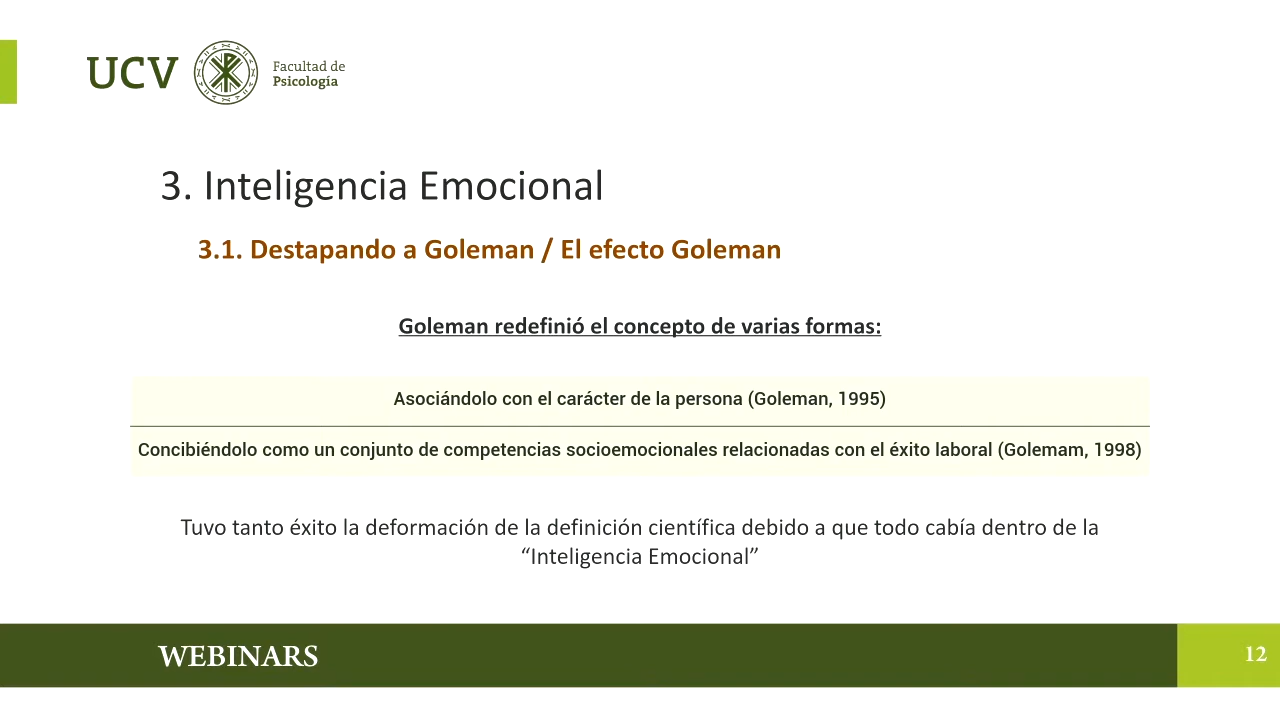 UCV
Facultad de
Psicología
3. Inteligencia Emocional
3.1. Destapando a Goleman / El efecto Goleman
Goleman redefinió el concepto de varias formas:
Asociándolo con el carácter de la persona (Goleman, 1995)
Concibiéndolo como un conjunto de competencias socioemocionales relacionadas con el éxito laboral (Golemam, 1998)
Tuvo tanto éxito la deformación de la definición científica debido a que todo cabía dentro de la
“Inteligencia Emocional”
WEBINARS
12